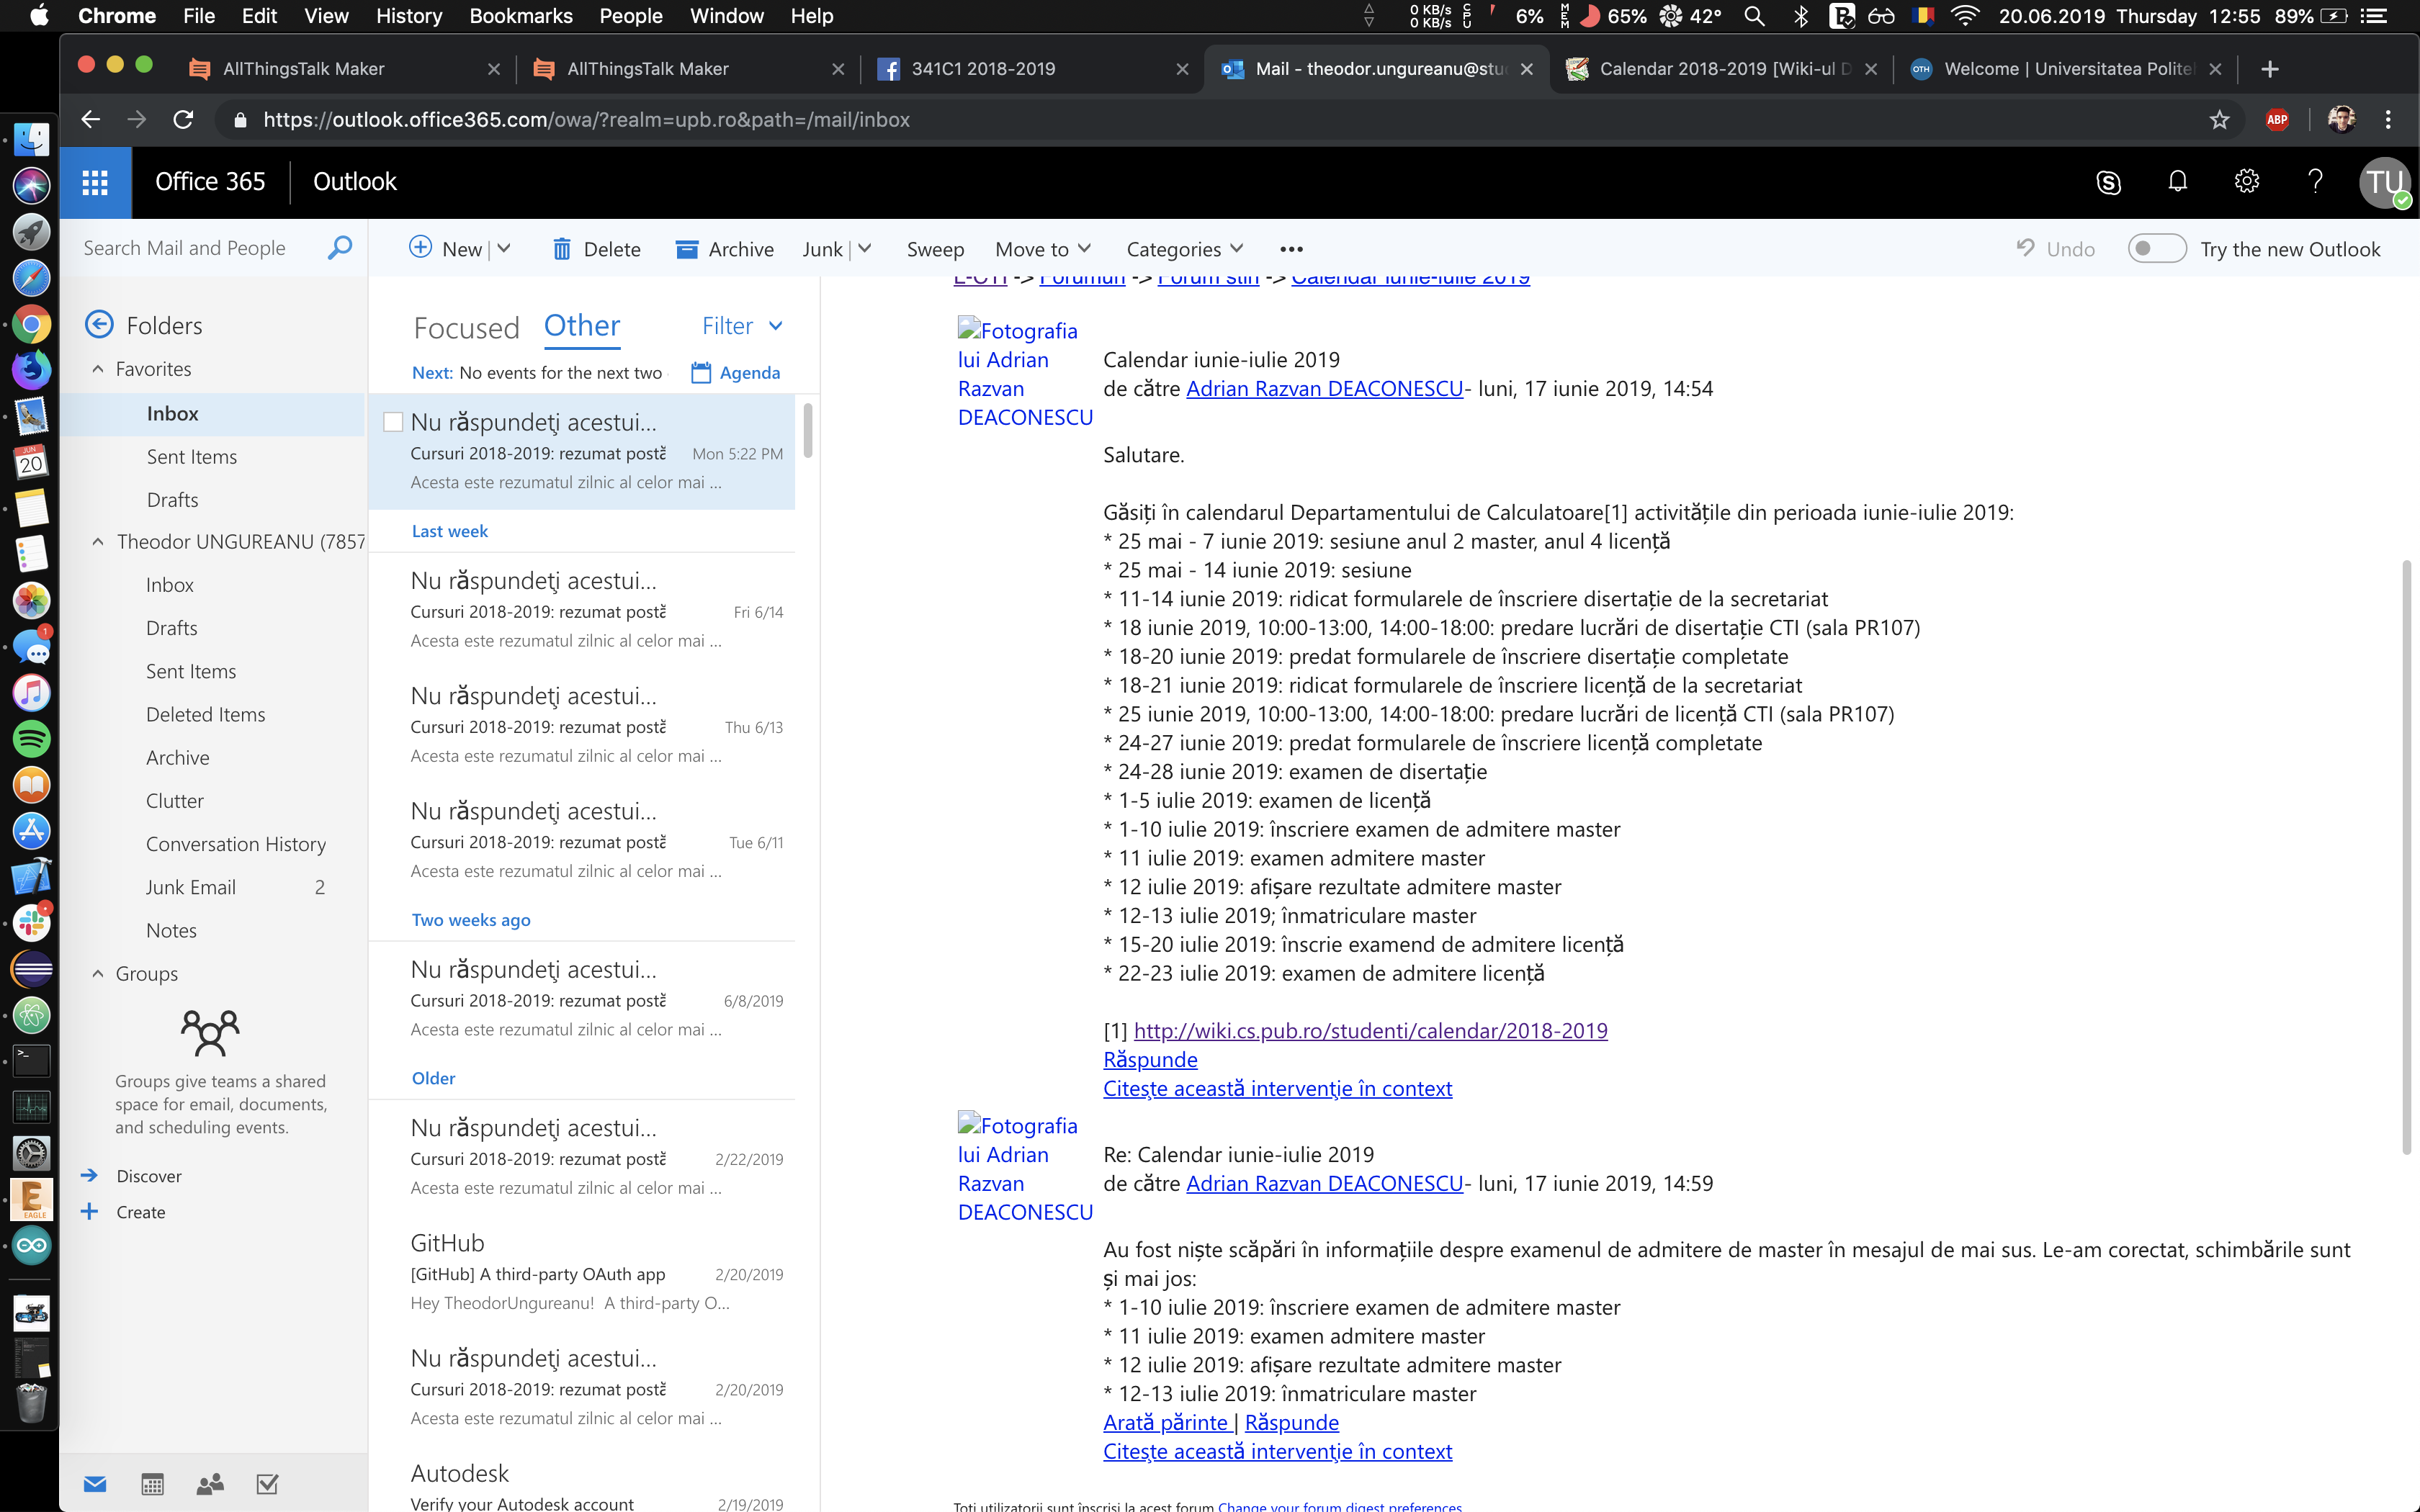 Chrome File Edit View History Bookmarks People Window Help
0 KB/s
0 KB/s
CPU 6% MEM 65% 42° 20.06.2019 Thursday 12:55 89%
AllThingsTalk Maker
AllThingsTalk Maker
341C1 2018-2019
Mail - theodor.ungureanu@stu
Calendar 2018-2019 [Wiki-ul D
Welcome | Universitatea Polite
https://outlook.office365.com/owa/?realm=upb.ro&path=/mail/inbox
ABP
Office 365 Outlook
TU
Search Mail and People
New Delete Archive Junk Sweep Move to Categories Undo Try the new Outlook
Folders
Favorites
Inbox
Sent Items
Drafts
Theodor UNGUREANU (7857
Inbox
Drafts
Sent Items
Deleted Items
Archive
Clutter
Conversation History
Junk Email 2
Notes
Groups
Groups give teams a shared
space for email, documents,
and scheduling events.
Discover
Create
JUN
20
EAGLE
Focused Other Filter
Next: No events for the next two Agenda
Nu răspundeţi acestui...
Cursuri 2018-2019: rezumat postă Mon 5:22 PM
Acesta este rezumatul zilnic al celor mai ...
Last week
Nu răspundeţi acestui...
Cursuri 2018-2019: rezumat postă Fri 6/14
Acesta este rezumatul zilnic al celor mai ...
Nu răspundeţi acestui...
Cursuri 2018-2019: rezumat postă Thu 6/13
Acesta este rezumatul zilnic al celor mai ...
Nu răspundeţi acestui...
Cursuri 2018-2019: rezumat postă Tue 6/11
Acesta este rezumatul zilnic al celor mai ...
Two weeks ago
Nu răspundeţi acestui...
Cursuri 2018-2019: rezumat postă 6/8/2019
Acesta este rezumatul zilnic al celor mai ...
Older
Nu răspundeţi acestui...
Cursuri 2018-2019: rezumat postă 2/22/2019
Acesta este rezumatul zilnic al celor mai ...
GitHub
[GitHub] A third-party OAuth app 2/20/2019
Hey TheodorUngureanu! A third-party O...
Nu răspundeţi acestui...
Cursuri 2018-2019: rezumat postă 2/20/2019
Acesta este rezumatul zilnic al celor mai ...
Autodesk
Verify your Autodesk account 2/19/2019
E-CTI -> Forumuri -> Forum știri -> Calendar iunie-iulie 2019
Fotografia
lui Adrian
Razvan
DEACONESCU
Calendar iunie-iulie 2019
de către Adrian Razvan DEACONESCU- luni, 17 iunie 2019, 14:54
Salutare.
Găsiți în calendarul Departamentului de Calculatoare[1] activitățile din perioada iunie-iulie 2019:
* 25 mai - 7 iunie 2019: sesiune anul 2 master, anul 4 licență
* 25 mai - 14 iunie 2019: sesiune
* 11-14 iunie 2019: ridicat formularele de înscriere disertație de la secretariat
* 18 iunie 2019, 10:00-13:00, 14:00-18:00: predare lucrări de disertație CTI (sala PR107)
* 18-20 iunie 2019: predat formularele de înscriere disertație completate
* 18-21 iunie 2019: ridicat formularele de înscriere licență de la secretariat
* 25 iunie 2019, 10:00-13:00, 14:00-18:00: predare lucrări de licență CTI (sala PR107)
* 24-27 iunie 2019: predat formularele de înscriere licență completate
* 24-28 iunie 2019: examen de disertație
* 1-5 iulie 2019: examen de licență
* 1-10 iulie 2019: înscriere examen de admitere master
* 11 iulie 2019: examen admitere master
* 12 iulie 2019: afișare rezultate admitere master
* 12-13 iulie 2019; înmatriculare master
* 15-20 iulie 2019: înscrie examend de admitere licență
* 22-23 iulie 2019: examen de admitere licență
[1] http://wiki.cs.pub.ro/studenti/calendar/2018-2019
Răspunde
Citeşte această intervenţie în context
Fotografia
lui Adrian
Razvan
DEACONESCU
Re: Calendar iunie-iulie 2019
de către Adrian Razvan DEACONESCU- luni, 17 iunie 2019, 14:59
Au fost niște scăpări în informațiile despre examenul de admitere de master în mesajul de mai sus. Le-am corectat, schimbările sunt
și mai jos:
* 1-10 iulie 2019: înscriere examen de admitere master
* 11 iulie 2019: examen admitere master
* 12 iulie 2019: afișare rezultate admitere master
* 12-13 iulie 2019: înmatriculare master
Arată părinte | Răspunde
Citeşte această intervenţie în context
Toţi utilizatorii sunt înscrişi la acest forum Change your forum digest preferences